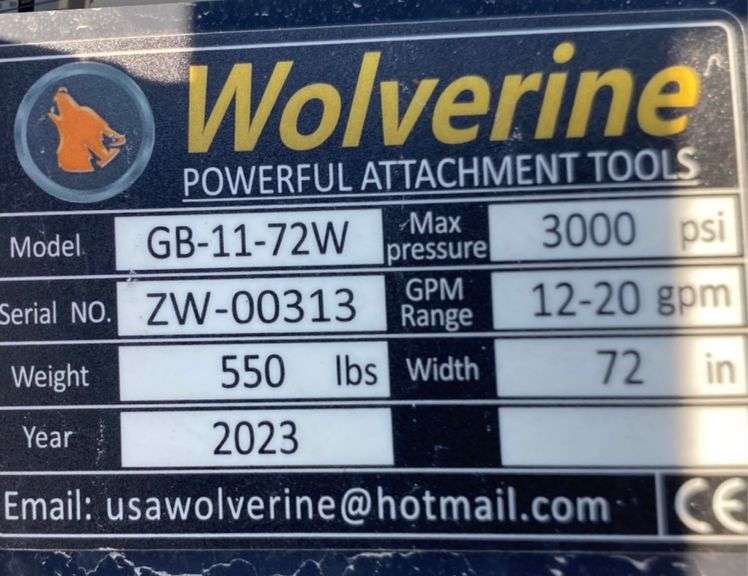 Wolverine
POWERFUL ATTACHMENT TOOLS
Model GB-11-72W Max pressure 3000 psi
Serial NO. ZW-00313 GPM Range 12-20 gpm
Weight 550 lbs Width 72 in
Year 2023
Email: usawolverine@hotmail.com CE